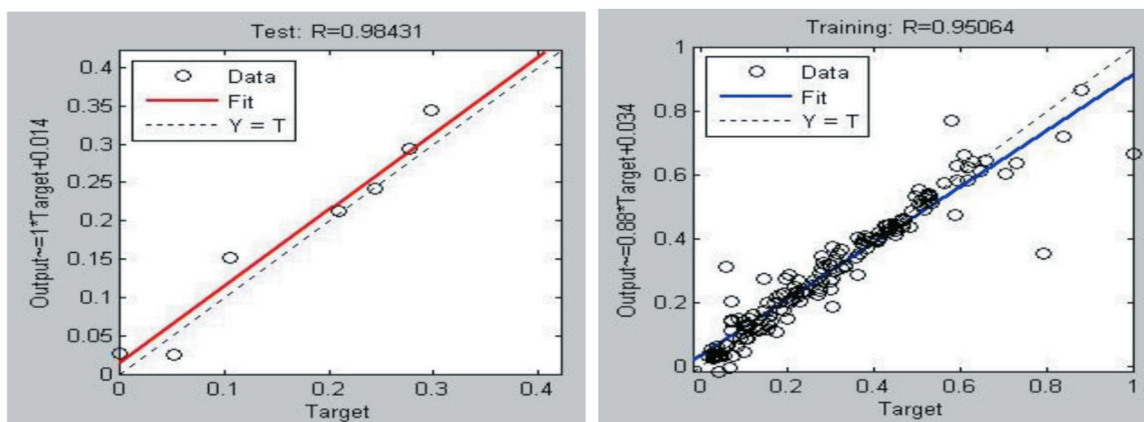 Test: R=0.98431
Output~=1*Target+0.014
0.4
0.35
0.3
0.25
0.2
0.15
0.1
0.05
0
Data
Fit
Y = T
0 0.1 0.2 0.3 0.4
Target
Training: R=0.95064
Output~=0.88*Target+0.034
1
0.8
0.6
0.4
0.2
0
Data
Fit
Y = T
0 0.2 0.4 0.6 0.8 1
Target